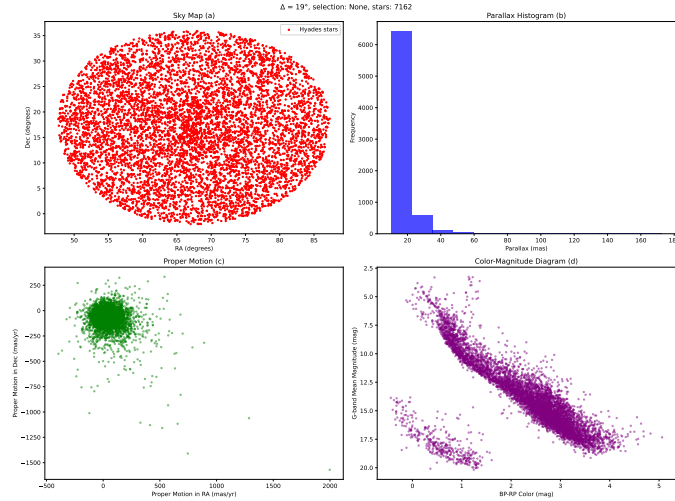 Δ = 19°, selection: None, stars: 7162
Sky Map (a)
Hyades stars
35
30
25
20
15
10
5
0
Dec (degrees)
50 55 60 65 70 75 80 85
RA (degrees)
Parallax Histogram (b)
6000
5000
4000
3000
2000
1000
0
Frequency
20 40 60 80 100 120 140 160 180
Parallax (mas)
Proper Motion (c)
250
0
−250
−500
−750
−1000
−1250
−1500
Proper Motion in Dec (mas/yr)
−500 0 500 1000 1500 2000
Proper Motion in RA (mas/yr)
Color-Magnitude Diagram (d)
2.5
5.0
7.5
10.0
12.5
15.0
17.5
20.0
G-band Mean Magnitude (mag)
0 1 2 3 4 5
BP-RP Color (mag)